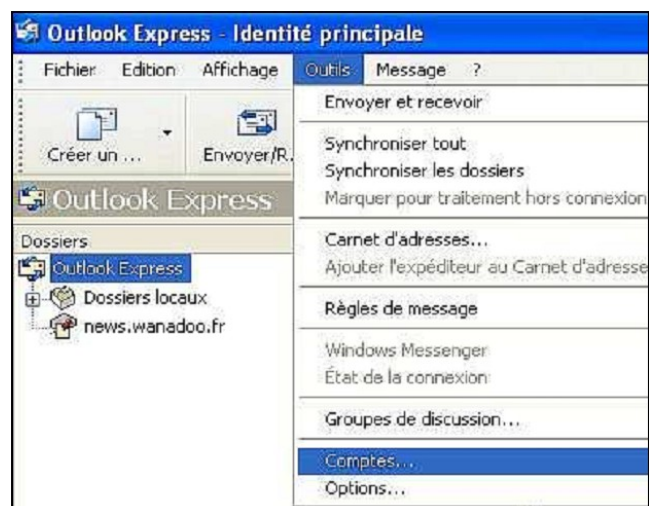 Outlook Express - Identité principale
Fichier Edition Affichage Outils Message ?
Créer un ...
Envoyer/R.
Outlook Express
Dossiers
Outlook Express
Dossiers locaux
news.wanadoo.fr
Envoyer et recevoir
Synchroniser tout
Synchroniser les dossiers
Marquer pour traitement hors connexion
Carnet d'adresses...
Ajouter l'expéditeur au Carnet d'adresse
Règles de message
Windows Messenger
État de la connexion
Groupes de discussion...
Comptes...
Options...